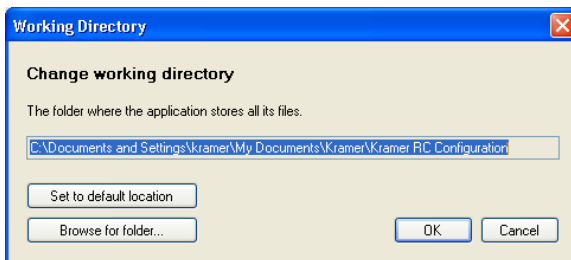 Working Directory
Change working directory
The folder where the application stores all its files.
C:\Documents and Settings\kramer\My Documents\Kramer\Kramer RC Configuration
Set to default location
Browse for folder...
OK Cancel